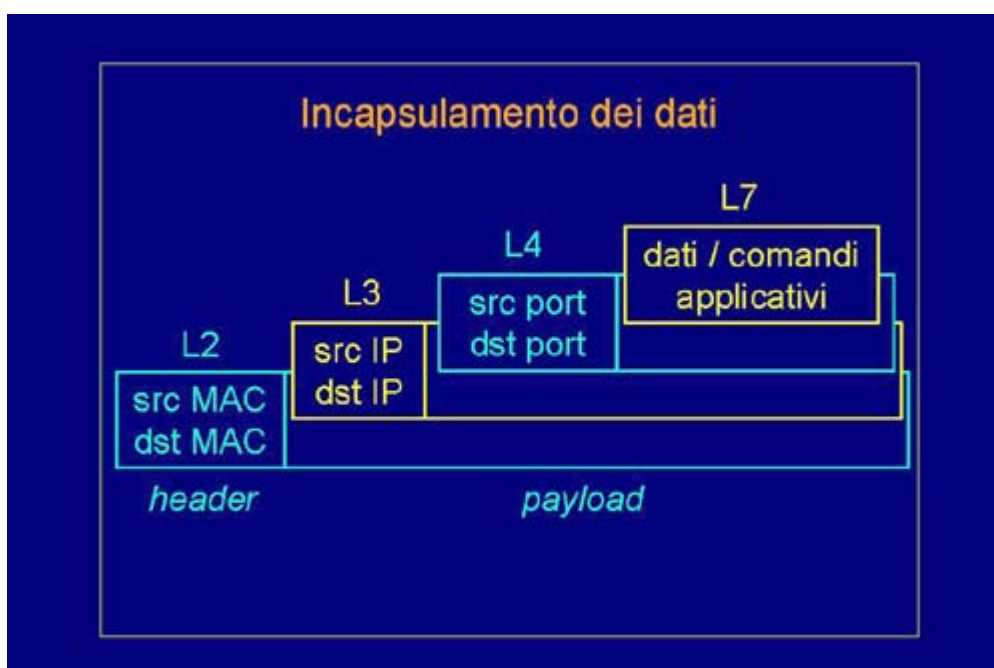 Incapsulamento dei dati
L7
dati / comandi
applicativi
L4
src port
dst port
L3
src IP
dst IP
L2
src MAC
dst MAC
header
payload